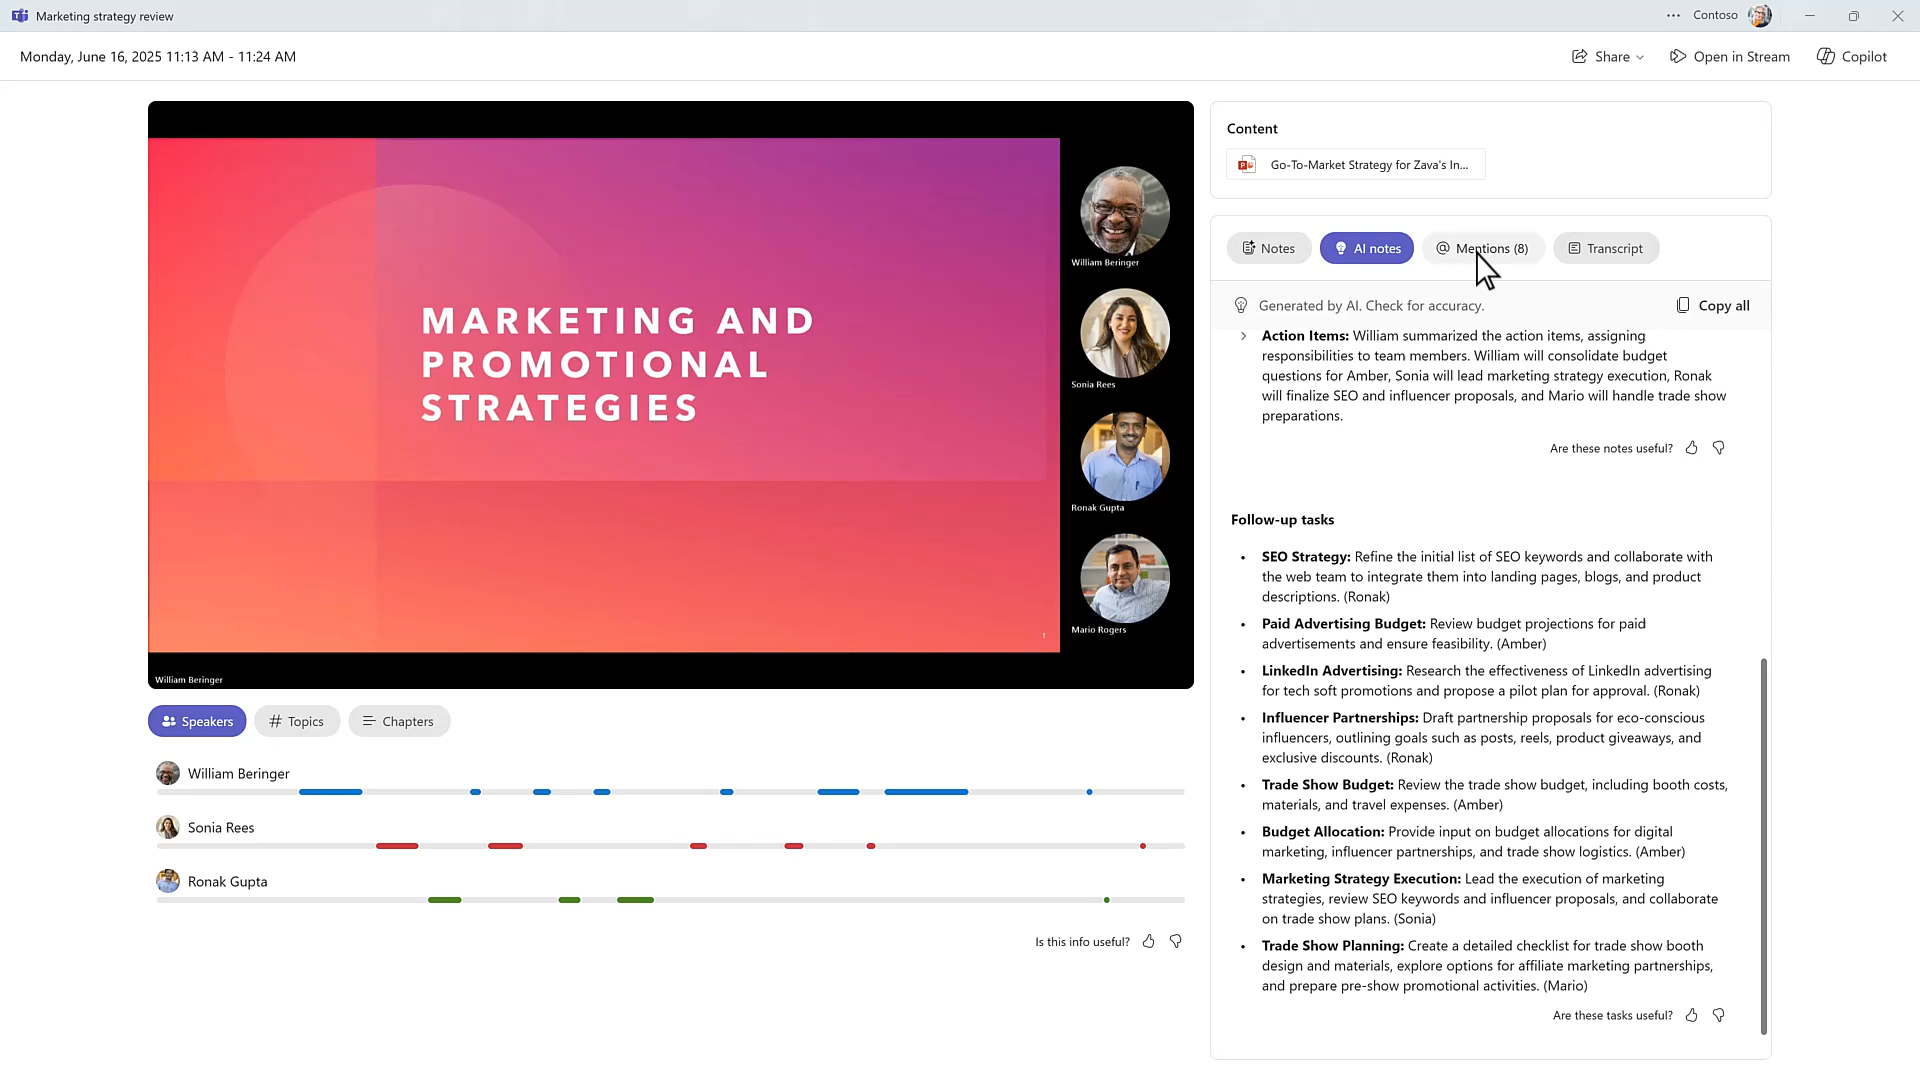 Marketing strategy review
Contoso
Monday, June 16, 2025 11:13 AM - 11:24 AM
Share
Open in Stream
Copilot
MARKETING AND
PROMOTIONAL
STRATEGIES
1
William Beringer
Sonia Rees
Ronak Gupta
Mario Rogers
William Beringer
Speakers
# Topics
Chapters
William Beringer
Sonia Rees
Ronak Gupta
Is this info useful?
Content
Go-To-Market Strategy for Zava's In...
Notes
AI notes
@ Mentions (8)
Transcript
Generated by AI. Check for accuracy.
Copy all
Action Items: William summarized the action items, assigning
responsibilities to team members. William will consolidate budget
questions for Amber, Sonia will lead marketing strategy execution, Ronak
will finalize SEO and influencer proposals, and Mario will handle trade show
preparations.
Are these notes useful?
Follow-up tasks
• SEO Strategy: Refine the initial list of SEO keywords and collaborate with
the web team to integrate them into landing pages, blogs, and product
descriptions. (Ronak)
• Paid Advertising Budget: Review budget projections for paid
advertisements and ensure feasibility. (Amber)
• LinkedIn Advertising: Research the effectiveness of LinkedIn advertising
for tech soft promotions and propose a pilot plan for approval. (Ronak)
• Influencer Partnerships: Draft partnership proposals for eco-conscious
influencers, outlining goals such as posts, reels, product giveaways, and
exclusive discounts. (Ronak)
• Trade Show Budget: Review the trade show budget, including booth costs,
materials, and travel expenses. (Amber)
• Budget Allocation: Provide input on budget allocations for digital
marketing, influencer partnerships, and trade show logistics. (Amber)
• Marketing Strategy Execution: Lead the execution of marketing
strategies, review SEO keywords and influencer proposals, and collaborate
on trade show plans. (Sonia)
• Trade Show Planning: Create a detailed checklist for trade show booth
design and materials, explore options for affiliate marketing partnerships,
and prepare pre-show promotional activities. (Mario)
Are these tasks useful?